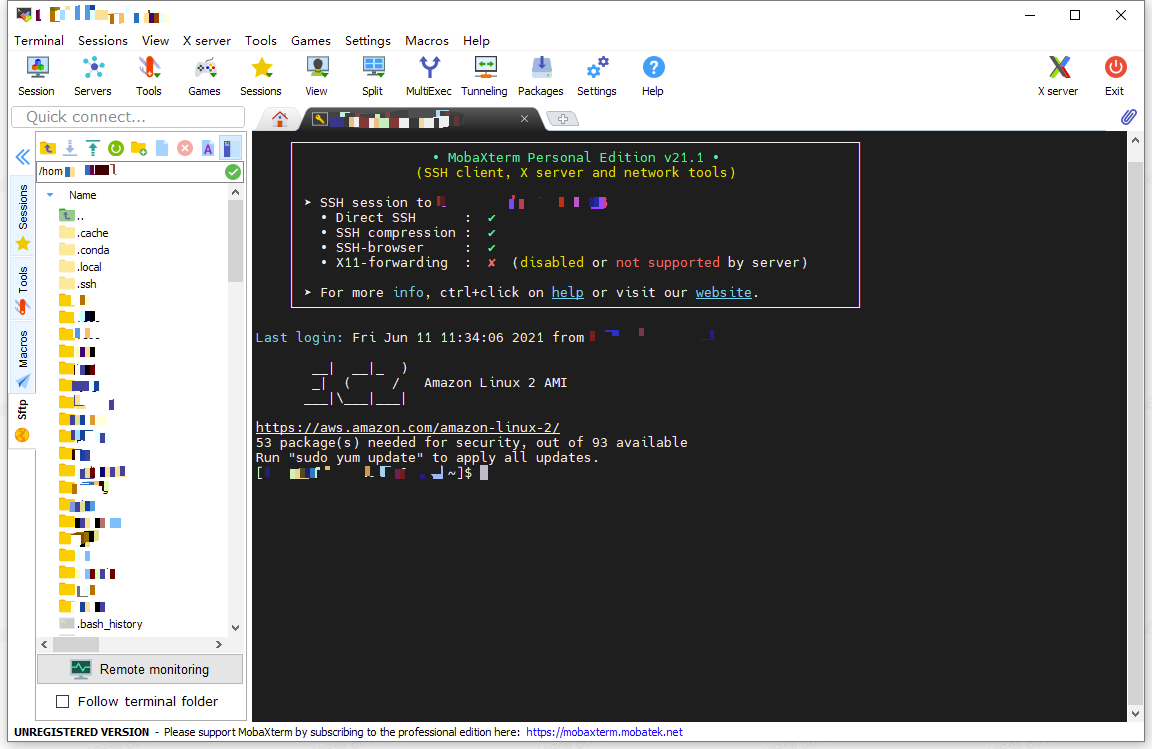 Terminal Sessions View X server Tools Games Settings Macros Help
Session Servers Tools Games Sessions View Split MultiExec Tunneling Packages Settings Help X server Exit
Quick connect...
/hom
Sessions
Tools
Macros
Sftp
Name
..
.cache
.conda
.local
.ssh
.bash_history
Remote monitoring
Follow terminal folder
• MobaXterm Personal Edition v21.1 •
(SSH client, X server and network tools)
➤ SSH session to
• Direct SSH : ✔
• SSH compression : ✔
• SSH-browser : ✔
• X11-forwarding : ✘ (disabled or not supported by server)
➤ For more info, ctrl+click on help or visit our website.
Last login: Fri Jun 11 11:34:06 2021 from
__| __|_ )
_| ( / Amazon Linux 2 AMI
___|\___|___|
https://aws.amazon.com/amazon-linux-2/
53 package(s) needed for security, out of 93 available
Run "sudo yum update" to apply all updates.
[ ~]$
UNREGISTERED VERSION - Please support MobaXterm by subscribing to the professional edition here: https://mobaxterm.mobatek.net